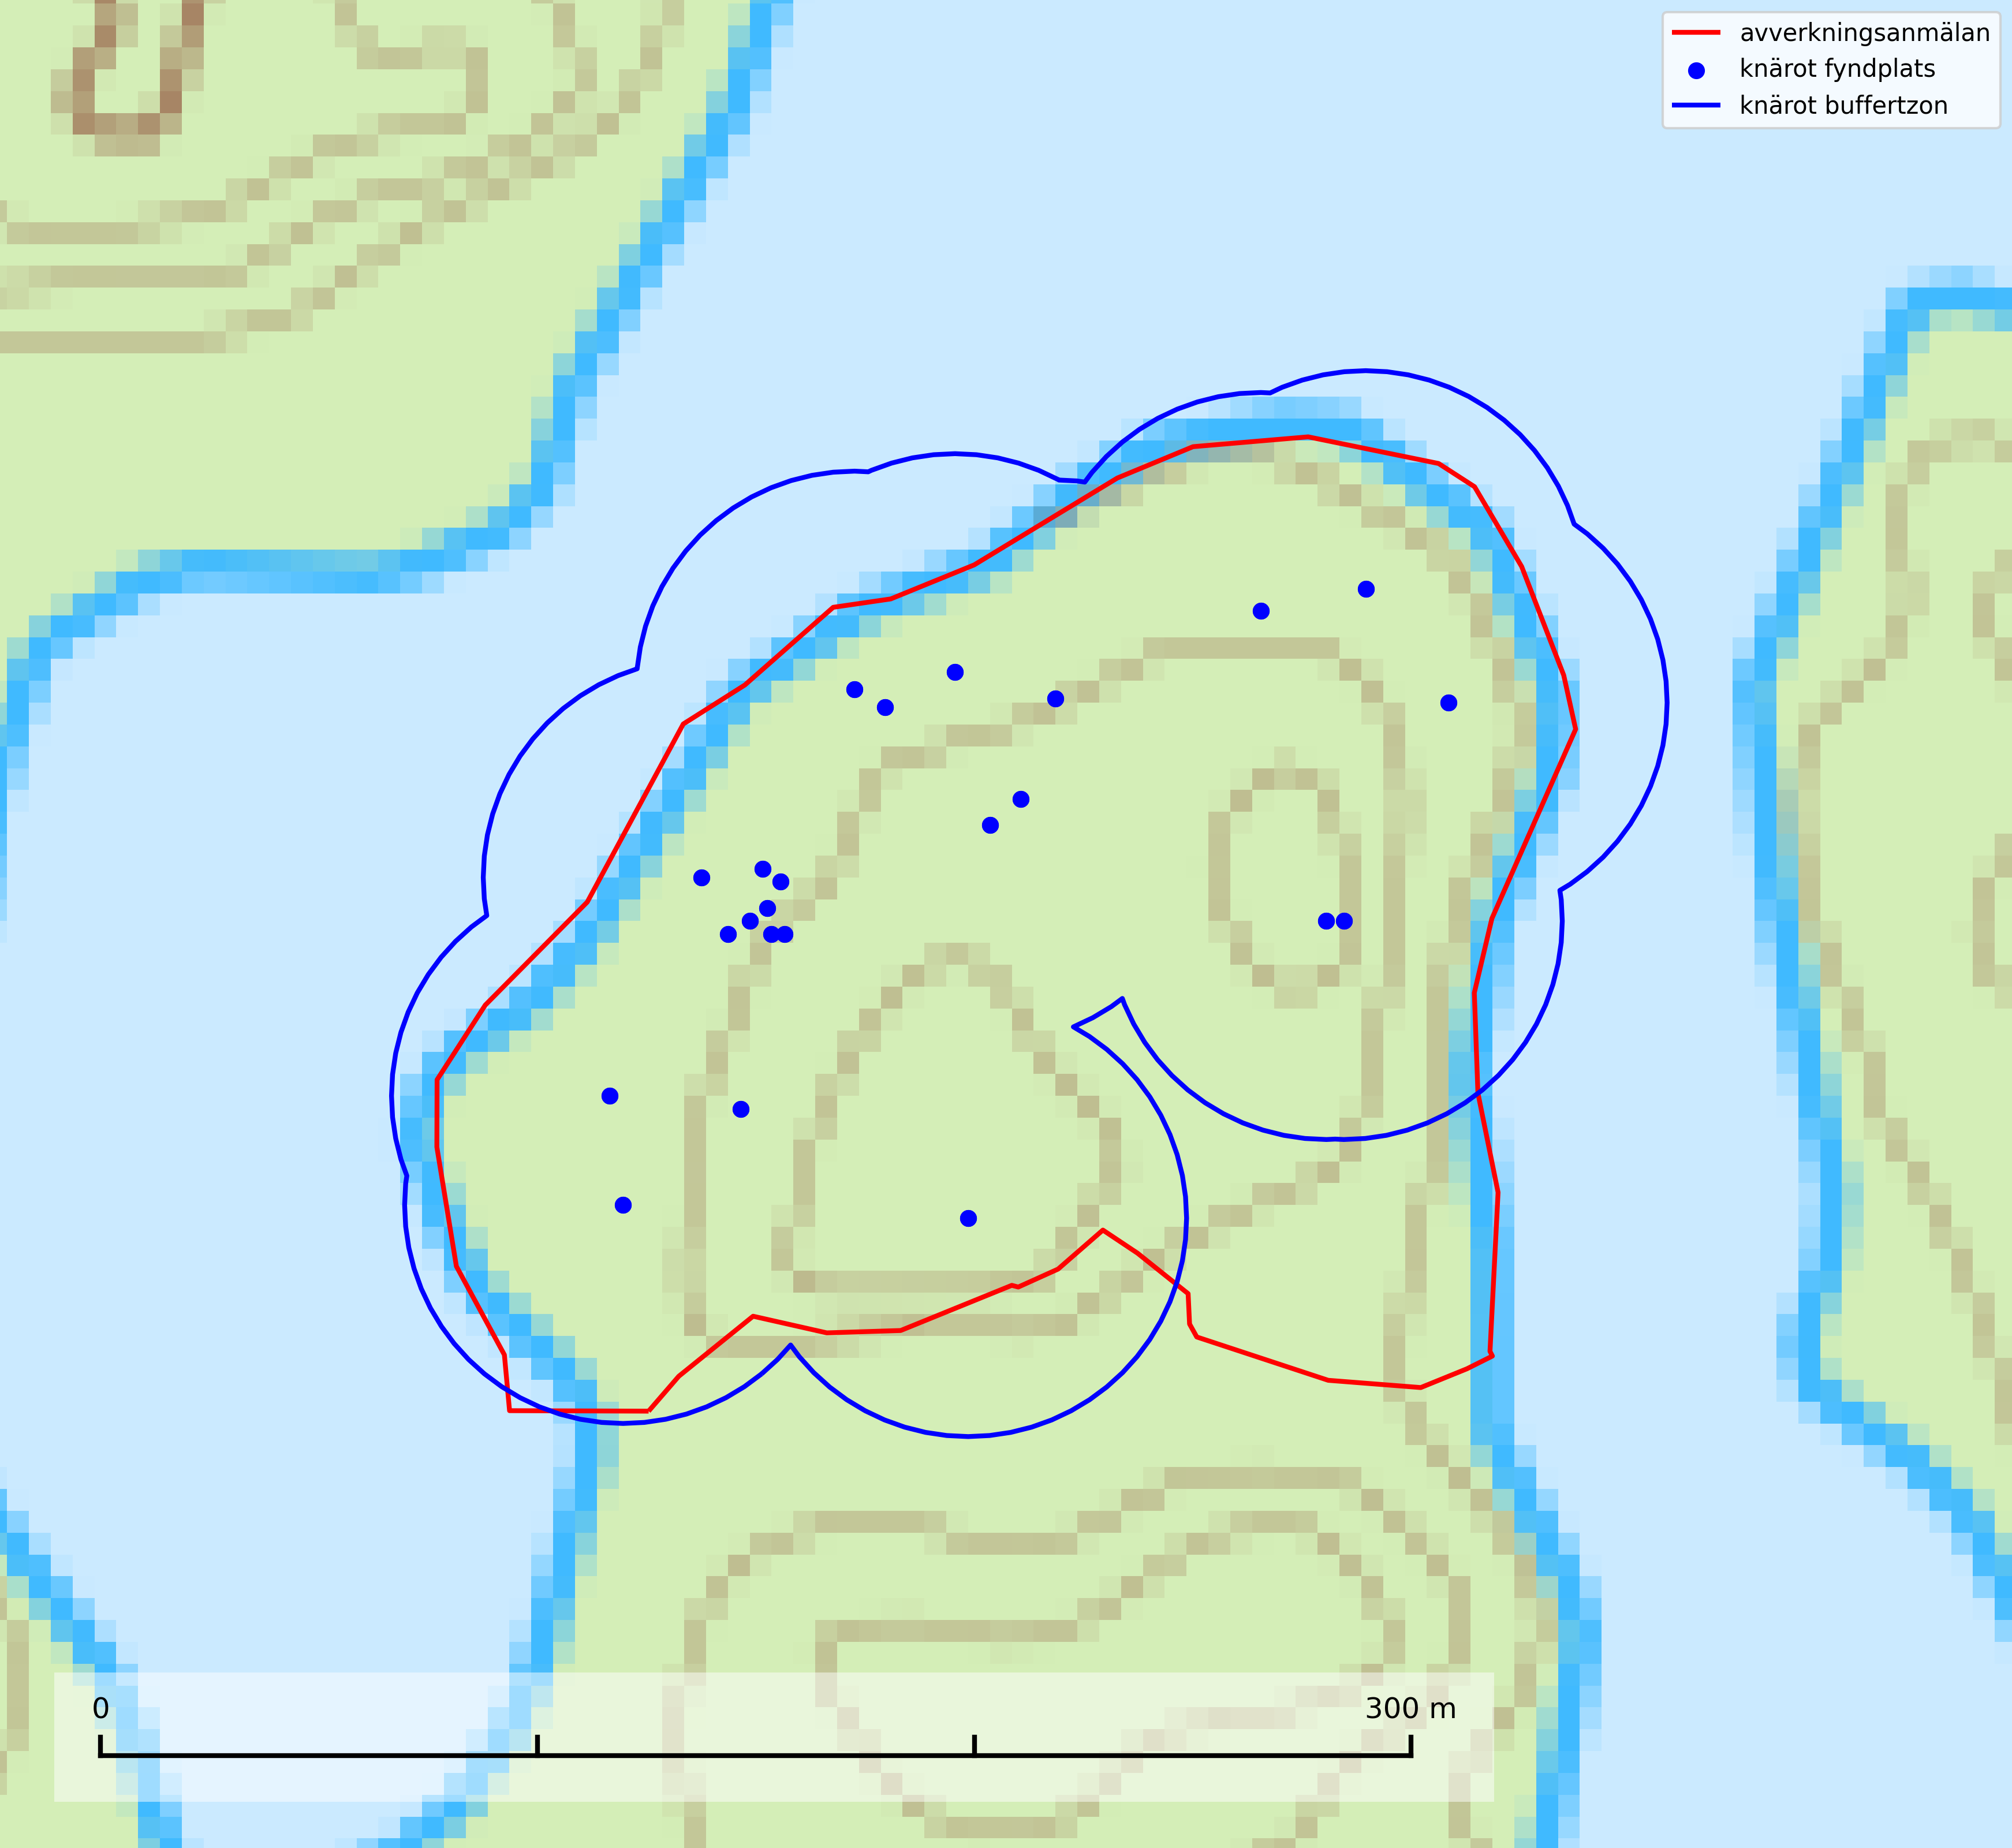 avverkningsanmälan
knärot fyndplats
knärot buffertzon
0 300 m